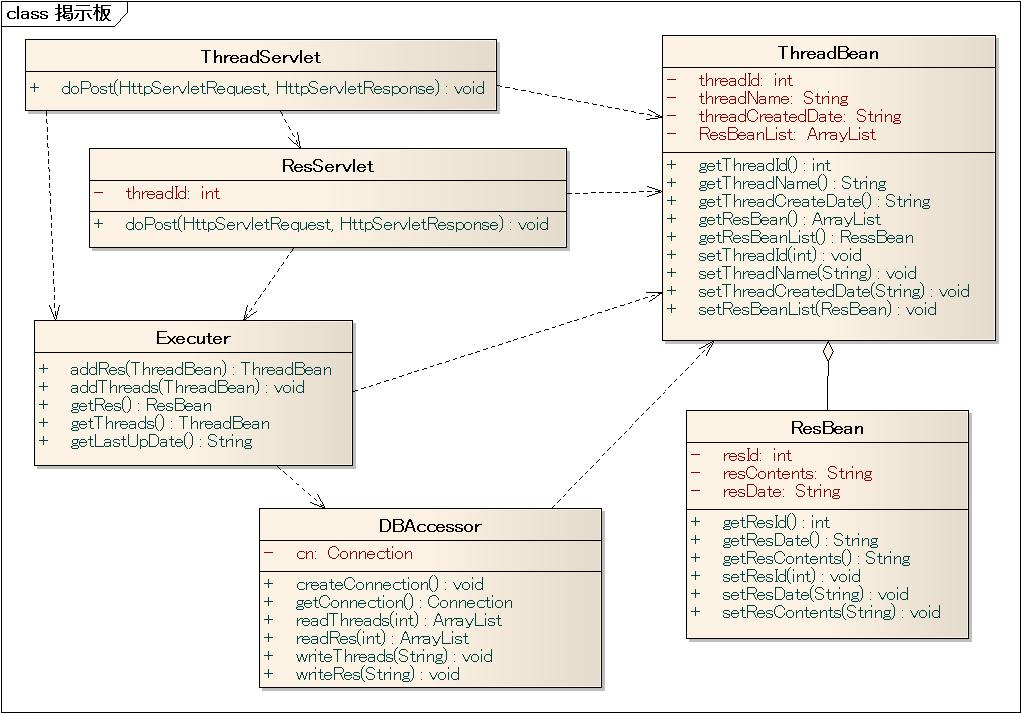 class 掲示板
ThreadServlet
+ doPost(HttpServletRequest, HttpServletResponse) : void
ResServlet
- threadId: int
+ doPost(HttpServletRequest, HttpServletResponse) : void
ThreadBean
- threadId: int
- threadName: String
- threadCreatedDate: String
- ResBeanList: ArrayList
+ getThreadId() : int
+ getThreadName() : String
+ getThreadCreateDate() : String
+ getResBean() : ArrayList
+ getResBeanList() : RessBean
+ setThreadId(int) : void
+ setThreadName(String) : void
+ setThreadCreatedDate(String) : void
+ setResBeanList(ResBean) : void
Executer
+ addRes(ThreadBean) : ThreadBean
+ addThreads(ThreadBean) : void
+ getRes() : ResBean
+ getThreads() : ThreadBean
+ getLastUpDate() : String
ResBean
- resId: int
- resContents: String
- resDate: String
+ getResId() : int
+ getResDate() : String
+ getResContents() : String
+ setResId(int) : void
+ setResDate(String) : void
+ setResContents(String) : void
DBAccessor
- cn: Connection
+ createConnection() : void
+ getConnection() : Connection
+ readThreads(int) : ArrayList
+ readRes(int) : ArrayList
+ writeThreads(String) : void
+ writeRes(String) : void